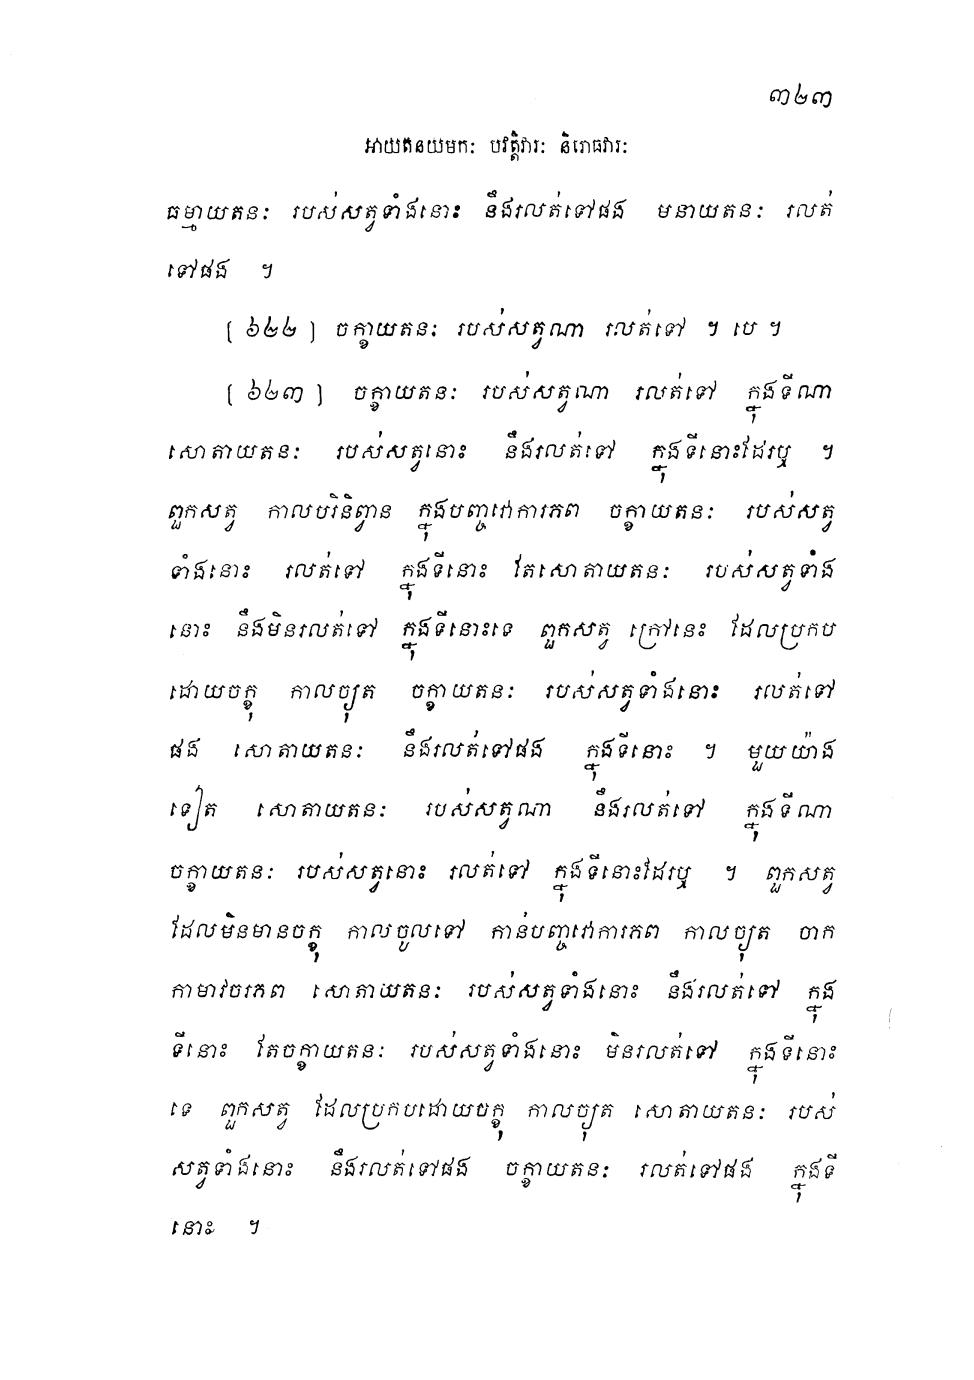 ៣២៣
អាយតនយមកៈ បវត្តិវារៈ និរោធវារៈ
ធម្មាយតនៈ របស់សត្វទាំងនោះ នឹងរលត់ទៅផង មនាយតនៈ រលត់
ទៅផង ។
[ ៦២២ ] ចក្ខាយតនៈ របស់សត្វណា រលត់ទៅ ។ បេ ។
[ ៦២៣ ] ចក្ខាយតនៈ របស់សត្វណា រលត់ទៅ ក្នុងទីណា
សោតាយតនៈ របស់សត្វនោះ នឹងរលត់ទៅ ក្នុងទីនោះដែរឬ ។
ពួកសត្វ កាលបរិនិព្វាន ក្នុងបញ្ចវោការភព ចក្ខាយតនៈ របស់សត្វ
ទាំងនោះ រលត់ទៅ ក្នុងទីនោះ តែសោតាយតនៈ របស់សត្វទាំង
នោះ នឹងមិនរលត់ទៅ ក្នុងទីនោះទេ ពួកសត្វ ក្រៅនេះ ដែលប្រកប
ដោយចក្ខុ កាលច្យុត ចក្ខាយតនៈ របស់សត្វទាំងនោះ រលត់ទៅ
ផង សោតាយតនៈ នឹងរលត់ទៅផង ក្នុងទីនោះ ។ មួយយ៉ាង
ទៀត សោតាយតនៈ របស់សត្វណា នឹងរលត់ទៅ ក្នុងទីណា
ចក្ខាយតនៈ របស់សត្វនោះ រលត់ទៅ ក្នុងទីនោះដែរឬ ។ ពួកសត្វ
ដែលមិនមានចក្ខុ កាលចូលទៅ កាន់បញ្ចវោការភព កាលច្យុត ចាក
កាមាវចរភព សោតាយតនៈ របស់សត្វទាំងនោះ នឹងរលត់ទៅ ក្នុង
ទីនោះ តែចក្ខាយតនៈ របស់សត្វទាំងនោះ មិនរលត់ទៅ ក្នុងទីនោះ
ទេ ពួកសត្វ ដែលប្រកបដោយចក្ខុ កាលច្យុត សោតាយតនៈ របស់
សត្វទាំងនោះ នឹងរលត់ទៅផង ចក្ខាយតនៈ រលត់ទៅផង ក្នុងទី
នោះ ។